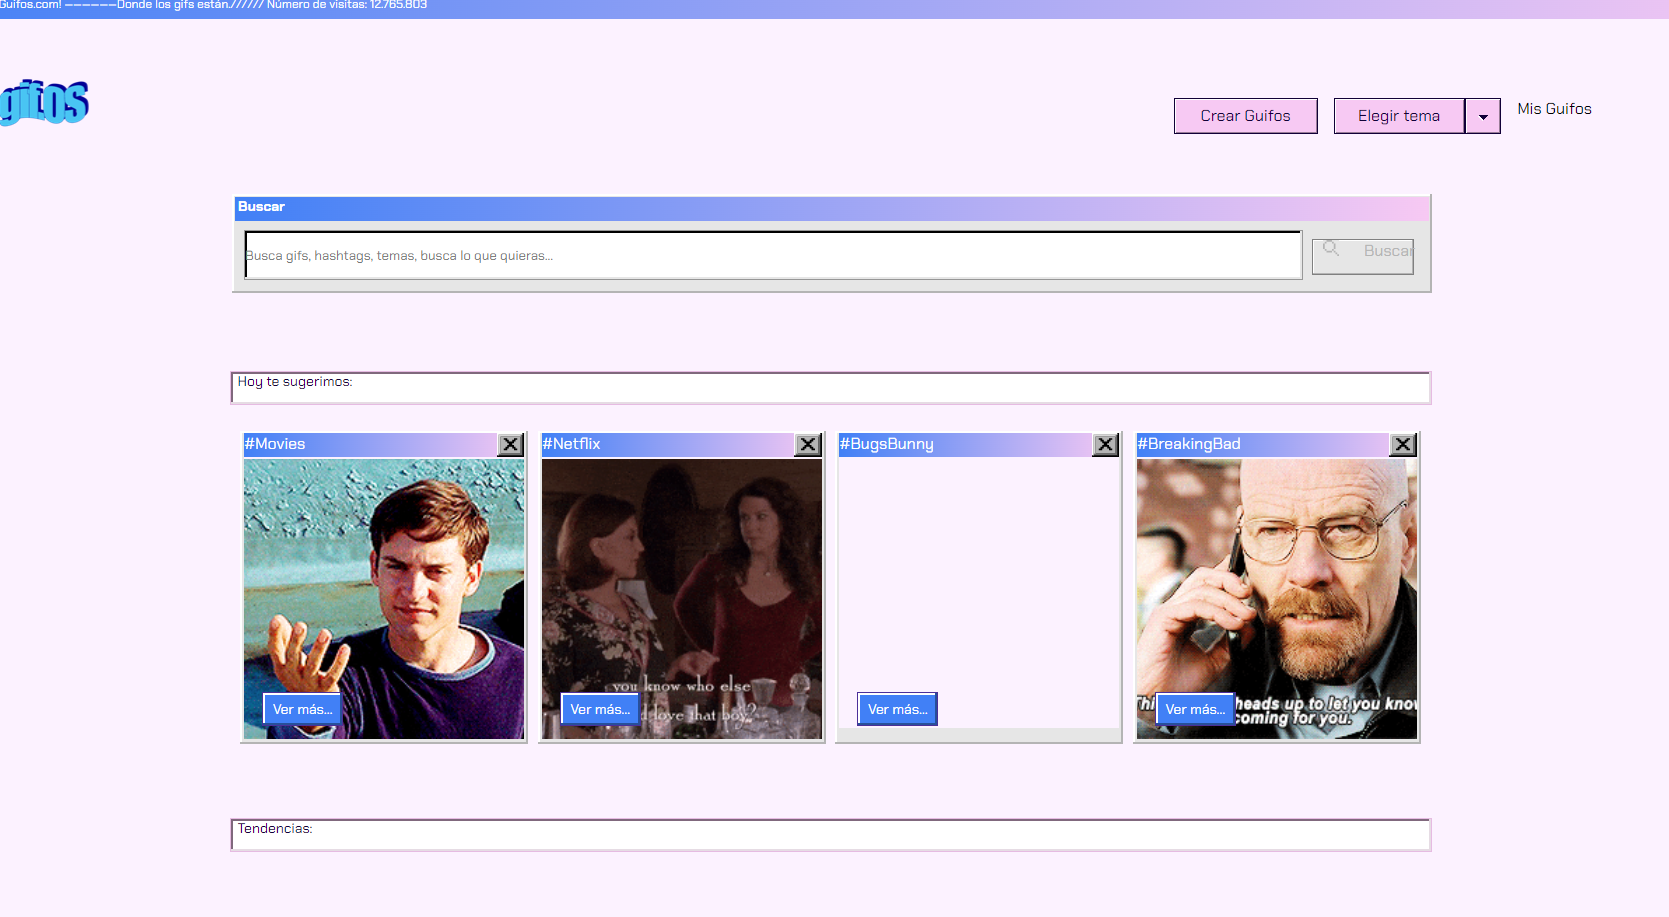 Guifos.com! ——————Donde los gifs están.////// Número de visitas: 12.765.803
gifos
Crear Guifos
Elegir tema
Mis Guifos
Buscar
Busca gifs, hashtags, temas, busca lo que quieras...
Buscar
Hoy te sugerimos:
#Movies
#Netflix
#BugsBunny
#BreakingBad
you know who else
love that boy?
heads up to let you know
coming for you.
Ver más...
Ver más...
Ver más...
Ver más...
Tendencias: